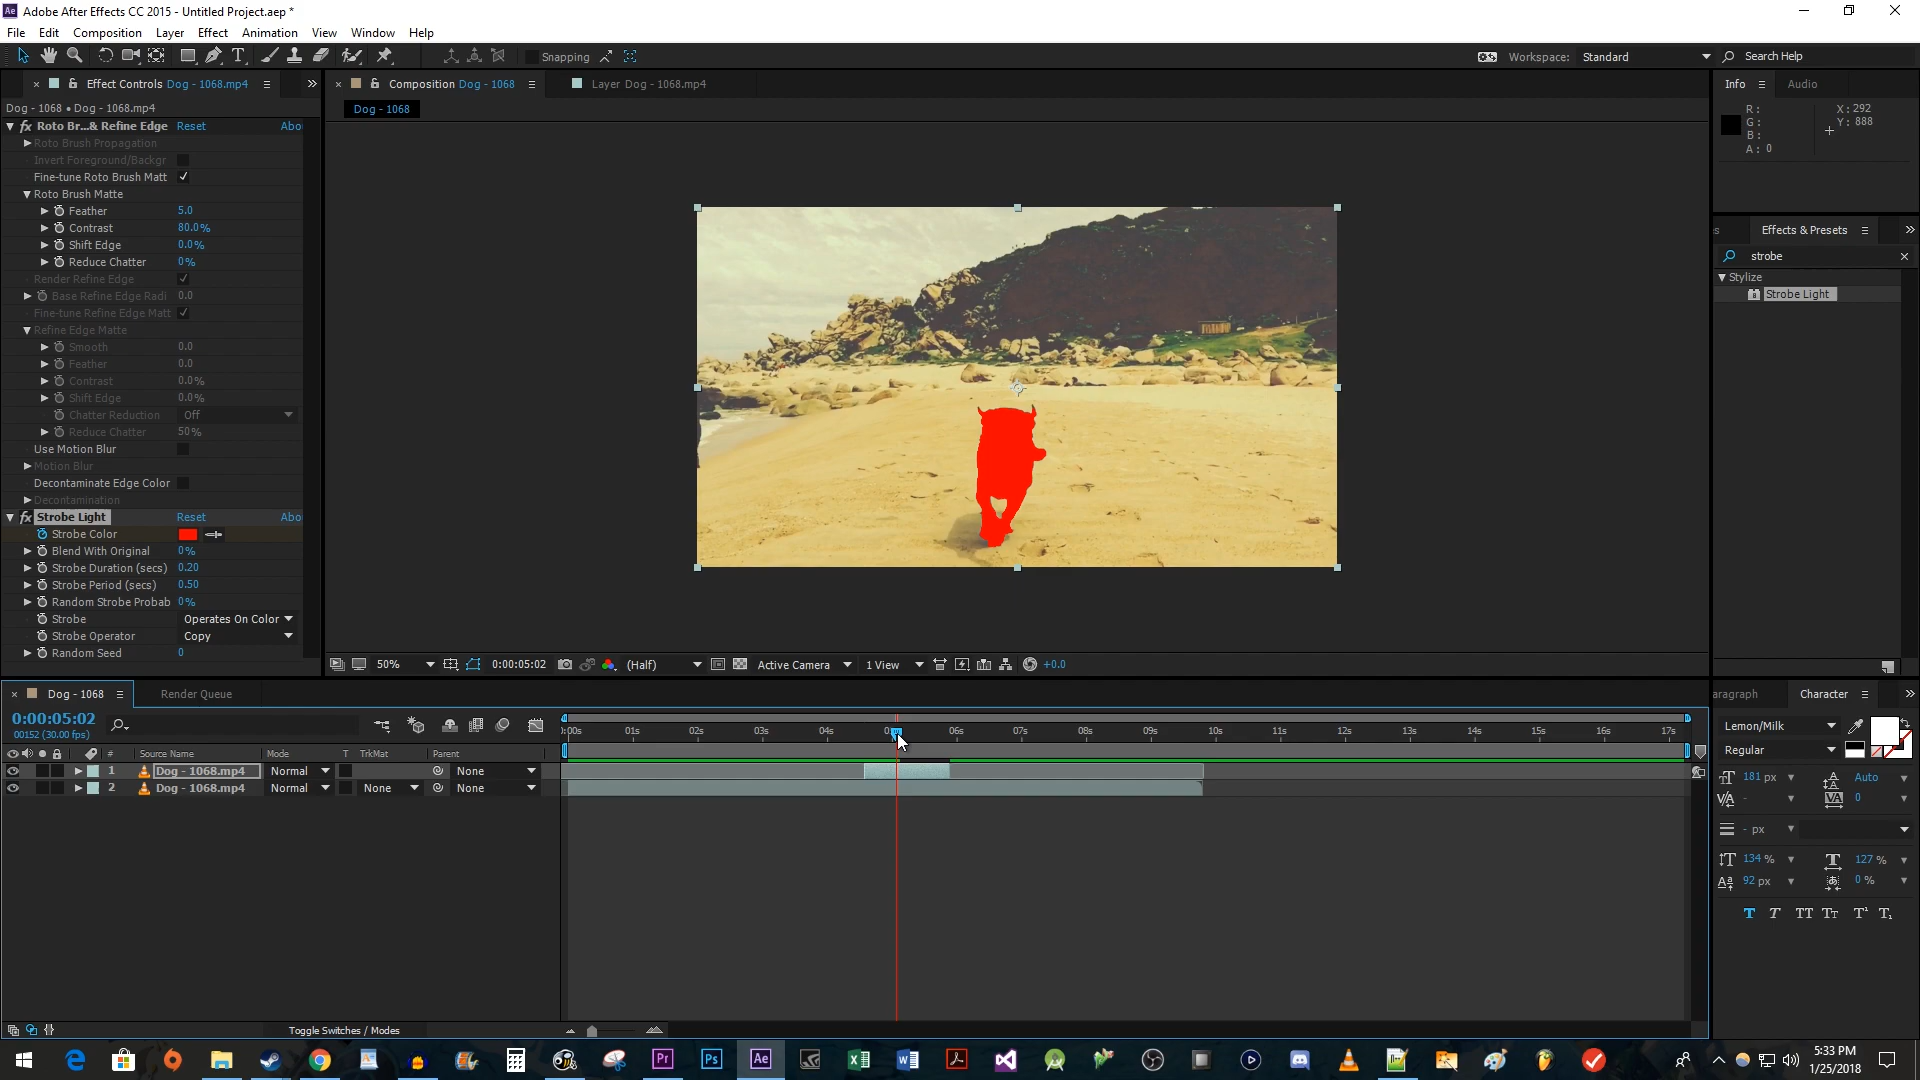 Adobe After Effects CC 2015 - Untitled Project.aep *
File Edit Composition Layer Effect Animation View Window Help
Snapping
Workspace: Standard
Search Help
Effect Controls Dog - 1068.mp4
Composition Dog - 1068
Layer Dog - 1068.mp4
Info
Audio
Dog - 1068 • Dog - 1068.mp4
Dog - 1068
R:
G:
B:
A: 0
X: 292
Y: 888
fx Roto Br...& Refine Edge Reset Abo
Roto Brush Propagation
Invert Foreground/Backgr
Fine-tune Roto Brush Matt
Roto Brush Matte
Feather 5.0
Contrast 80.0%
Shift Edge 0.0%
Reduce Chatter 0%
Render Refine Edge
Base Refine Edge Radi 0.0
Fine-tune Refine Edge Matt
Refine Edge Matte
Smooth 0.0
Feather 0.0
Contrast 0.0%
Shift Edge 0.0%
Chatter Reduction Off
Reduce Chatter 50%
Use Motion Blur
Motion Blur
Decontaminate Edge Color
Decontamination
fx Strobe Light Reset Abo
Strobe Color
Blend With Original 0%
Strobe Duration (secs) 0.20
Strobe Period (secs) 0.50
Random Strobe Probab 0%
Strobe Operates On Color
Strobe Operator Copy
Random Seed 0
Effects & Presets
strobe
Stylize
Strobe Light
50% 0:00:05:02 (Half) Active Camera 1 View +0.0
Dog - 1068
Render Queue
0:00:05:02
00152 (30.00 fps)
:00s 01s 02s 03s 04s 06s 07s 08s 09s 10s 11s 12s 13s 14s 15s 16s 17s
# Source Name Mode T TrkMat Parent
1 Dog - 1068.mp4 Normal None
2 Dog - 1068.mp4 Normal None None
Toggle Switches / Modes
aragraph
Character
Lemon/Milk
Regular
181 px
Auto
-
0
- px
134 %
127 %
92 px
0 %
T T TT Tt T¹ T₁
Pr Ps Ae
5:33 PM
1/25/2018